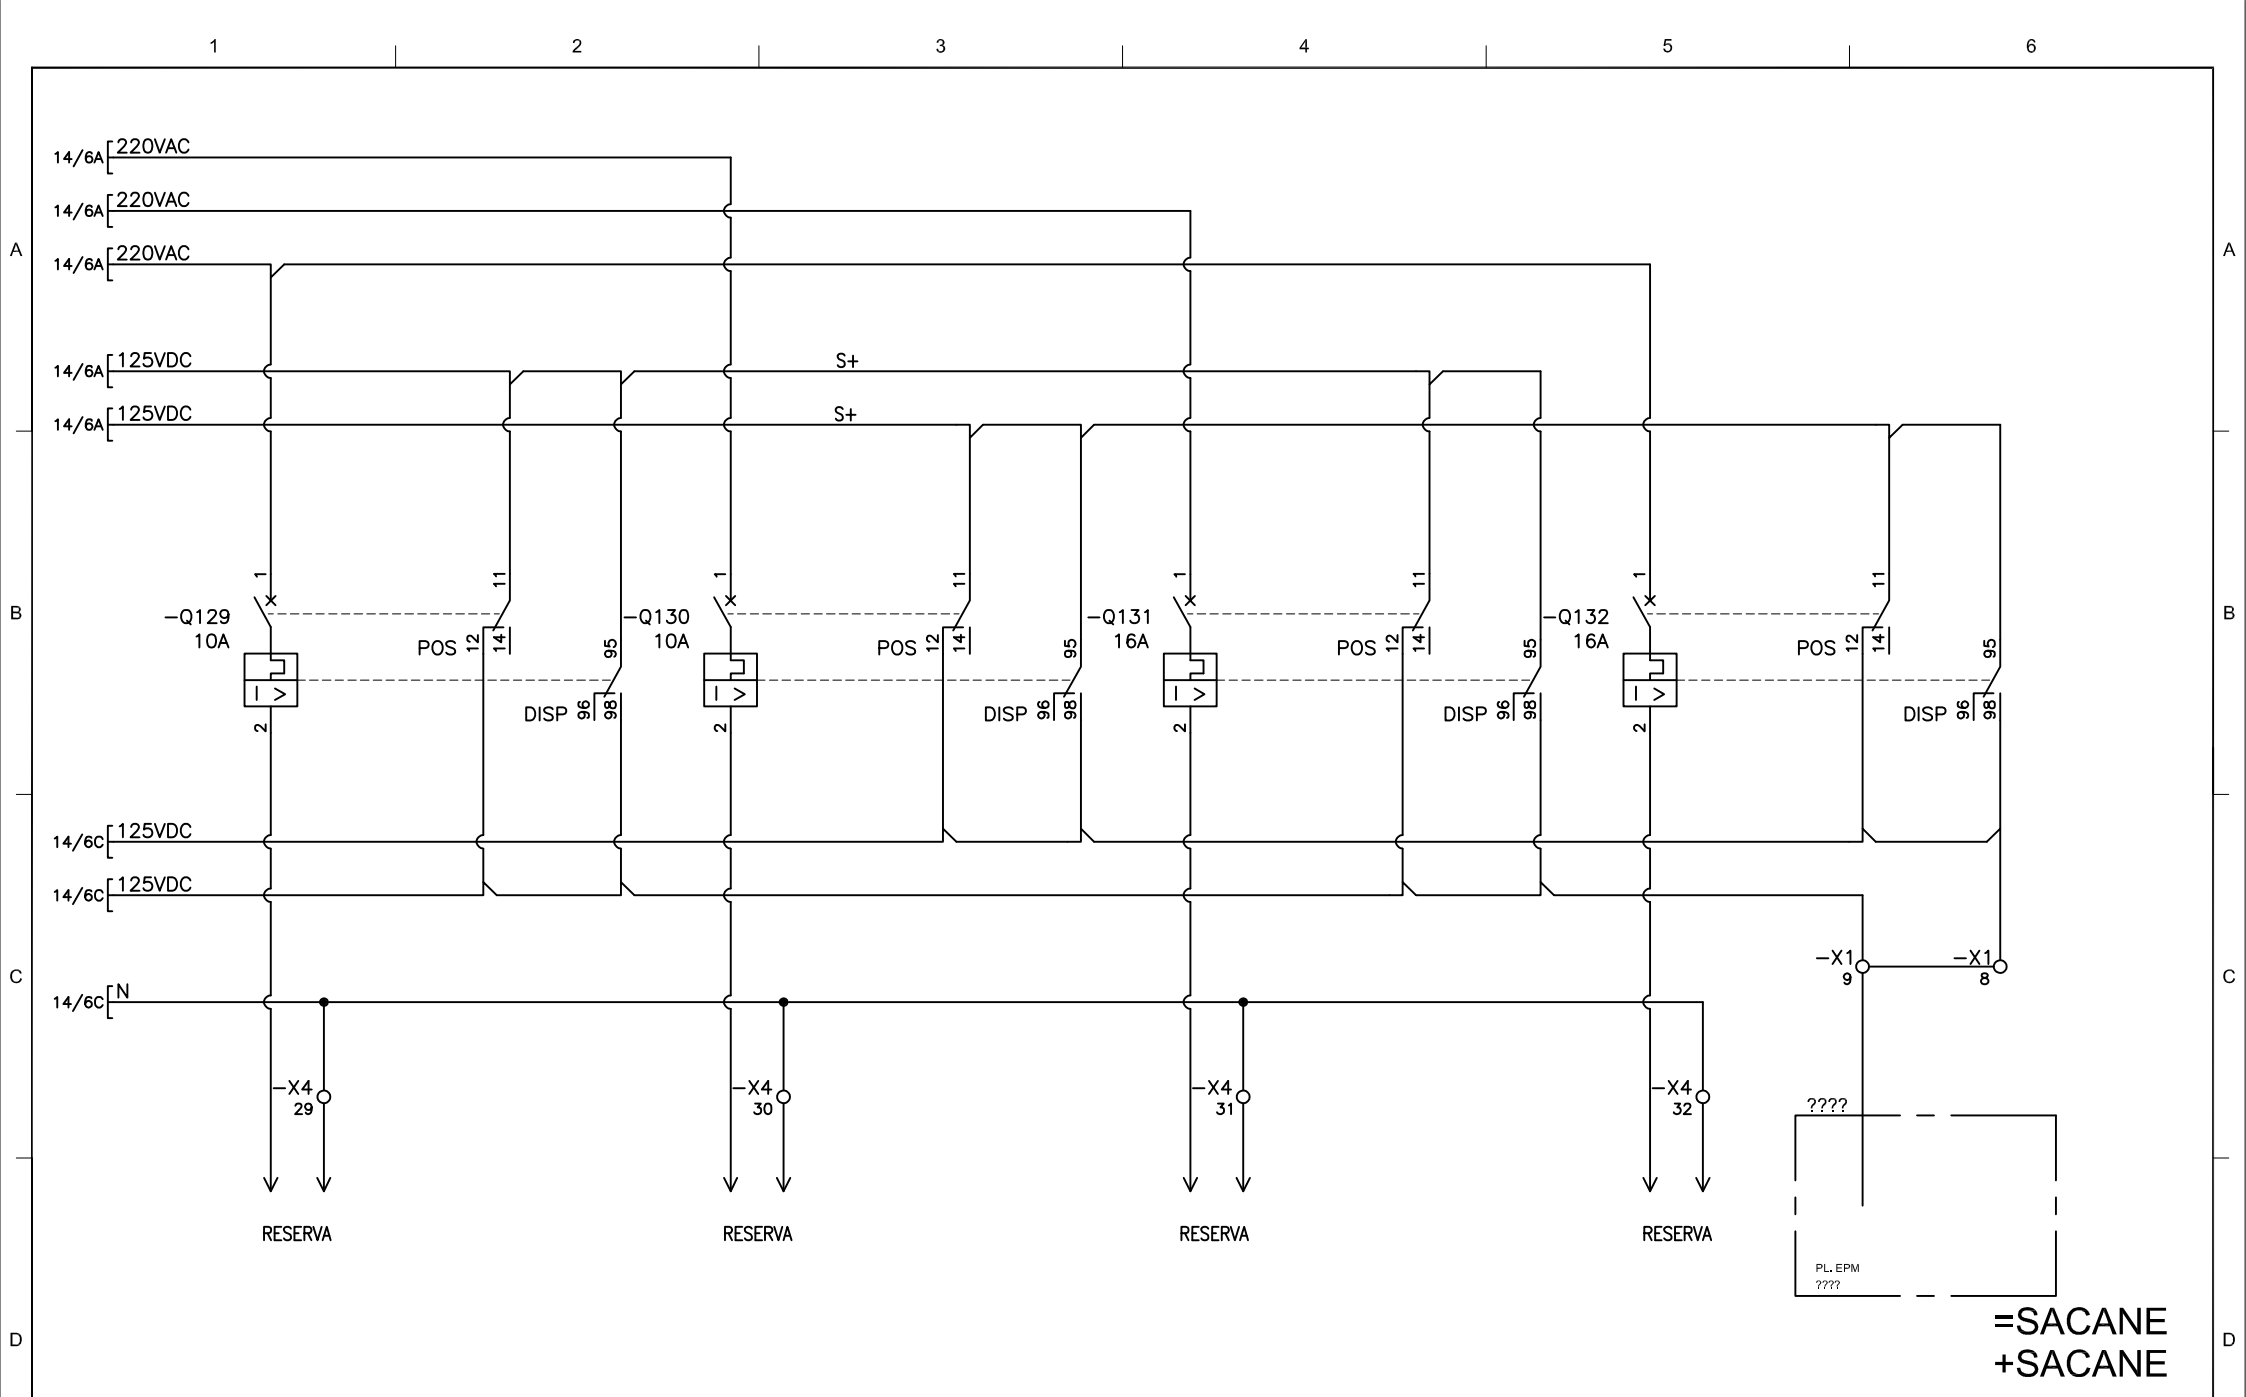 1 2 3 4 5 6
14/6A 220VAC
14/6A 220VAC
A 14/6A 220VAC A
14/6A 125VDC S+
14/6A 125VDC S+
1 11 1 11 1 11 1 11
B -Q129 -Q130 -Q131 -Q132 B
10A 10A 16A 16A
POS 12 14 95 POS 12 14 95 POS 12 14 95 POS 12 14 95
I > I > I > I >
DISP 96 98 DISP 96 98 DISP 96 98 DISP 96 98
2 2 2 2
14/6C 125VDC
14/6C 125VDC
-X1 -X1
C 9 8 C
14/6C N
-X4 -X4 -X4 -X4
29 30 31 32
????
RESERVA RESERVA RESERVA RESERVA
PL. EPM
????
=SACANE
D D
+SACANE